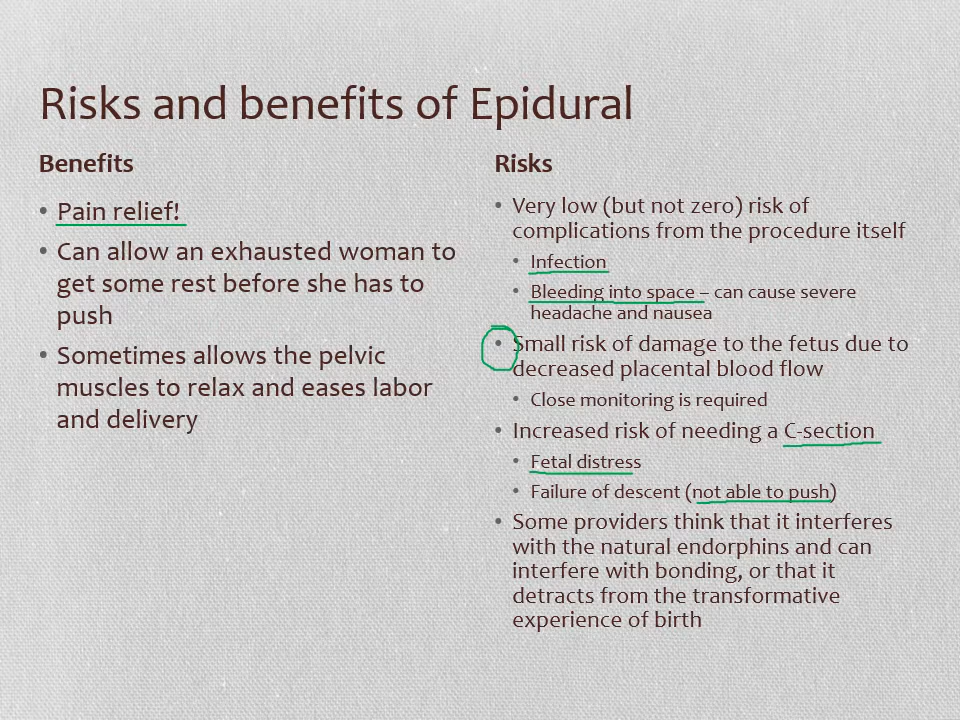 Risks and benefits of Epidural
Benefits
• Pain relief!
• Can allow an exhausted woman to
get some rest before she has to
push
• Sometimes allows the pelvic
muscles to relax and eases labor
and delivery
Risks
• Very low (but not zero) risk of
complications from the procedure itself
• Infection
• Bleeding into space – can cause severe
headache and nausea
• Small risk of damage to the fetus due to
decreased placental blood flow
• Close monitoring is required
• Increased risk of needing a C-section
• Fetal distress
• Failure of descent (not able to push)
• Some providers think that it interferes
with the natural endorphins and can
interfere with bonding, or that it
detracts from the transformative
experience of birth